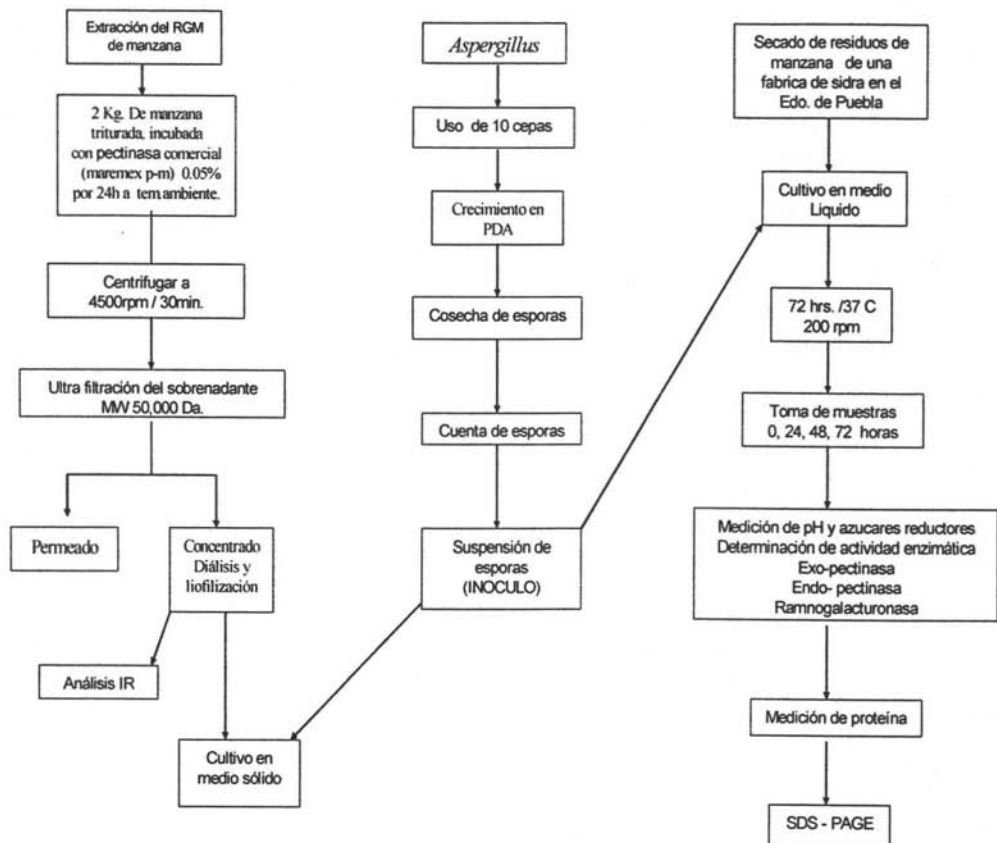 Extracción del RGM
de manzana
2 Kg. De manzana
triturada, incubada
con pectinasa comercial
(maremex p-m) 0.05%
por 24h a tem.ambiente.
Centrifugar a
4500rpm / 30min.
Ultra filtración del sobrenadante
MW 50,000 Da.
Permeado
Concentrado
Diálisis y
liofilización
Análisis IR
Cultivo en
medio sólido
Aspergillus
Uso de 10 cepas
Crecimiento en
PDA
Cosecha de esporas
Cuenta de esporas
Suspensión de
esporas
(INOCULO)
Secado de residuos de
manzana de una
fabrica de sidra en el
Edo. de Puebla
Cultivo en medio
Liquido
72 hrs. /37 C
200 rpm
Toma de muestras
0, 24, 48, 72 horas
Medición de pH y azucares reductores
Determinación de actividad enzimática
Exo-pectinasa
Endo- pectinasa
Ramnogalacturonasa
Medición de proteína
SDS - PAGE